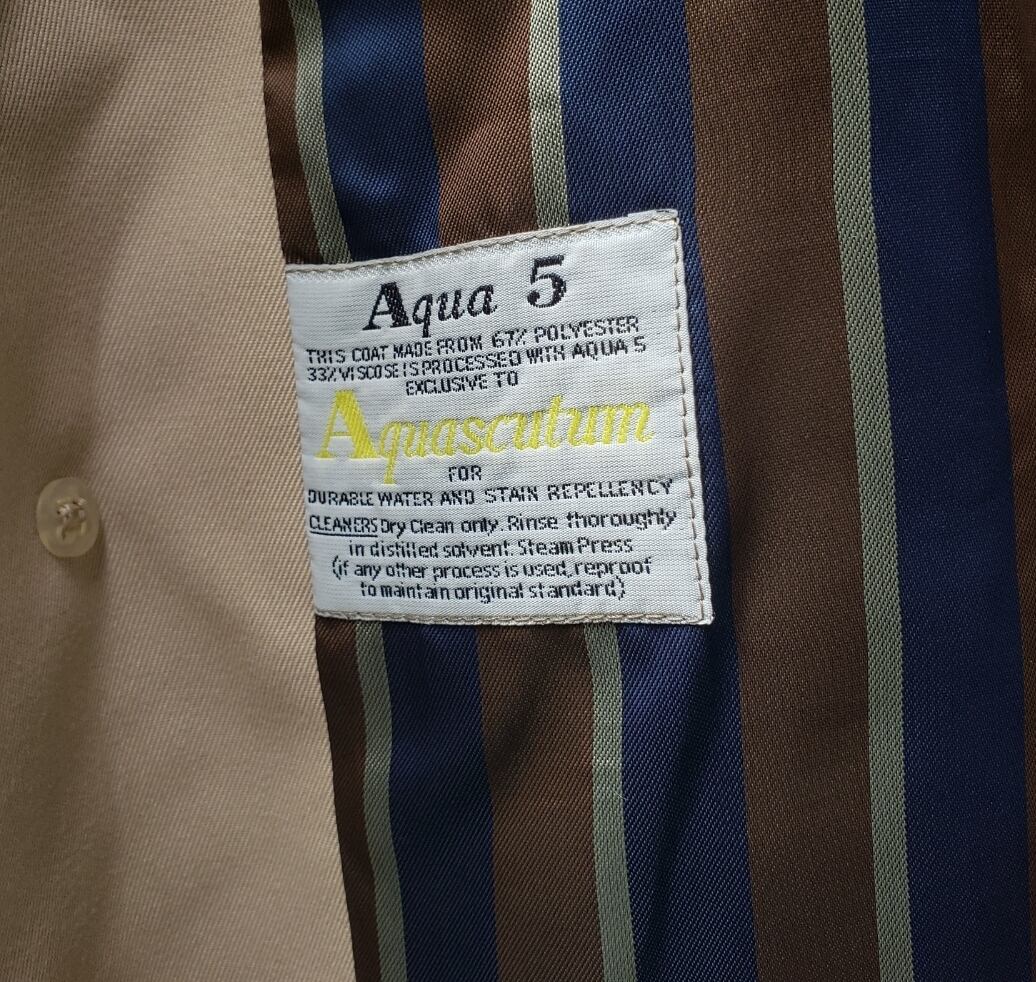 Aqua 5
THIS COAT MADE FROM 67% POLYESTER
33% VISCOSE IS PROCESSED WITH AQUA 5
EXCLUSIVE TO
Aquascutum
FOR
DURABLE WATER AND STAIN REPELLENCY
CLEANERS Dry Clean only. Rinse thoroughly
in distilled solvent. Steam Press
(if any other process is used, reproof
to maintain original standard)